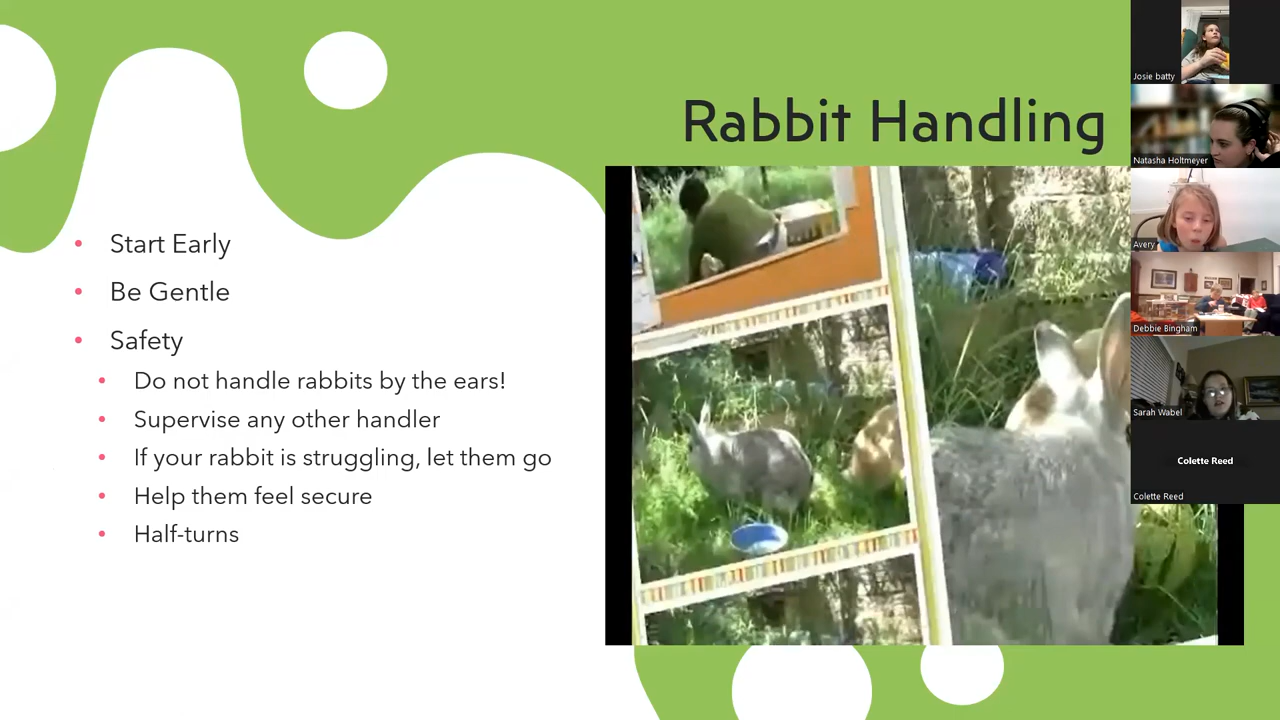 Rabbit Handling
Start Early
Be Gentle
Safety
Do not handle rabbits by the ears!
Supervise any other handler
If your rabbit is struggling, let them go
Help them feel secure
Half-turns
Josie batty
Natasha Holtmeyer
Avery
Debbie Bingham
Sarah Wabel
Colette Reed
Colette Reed